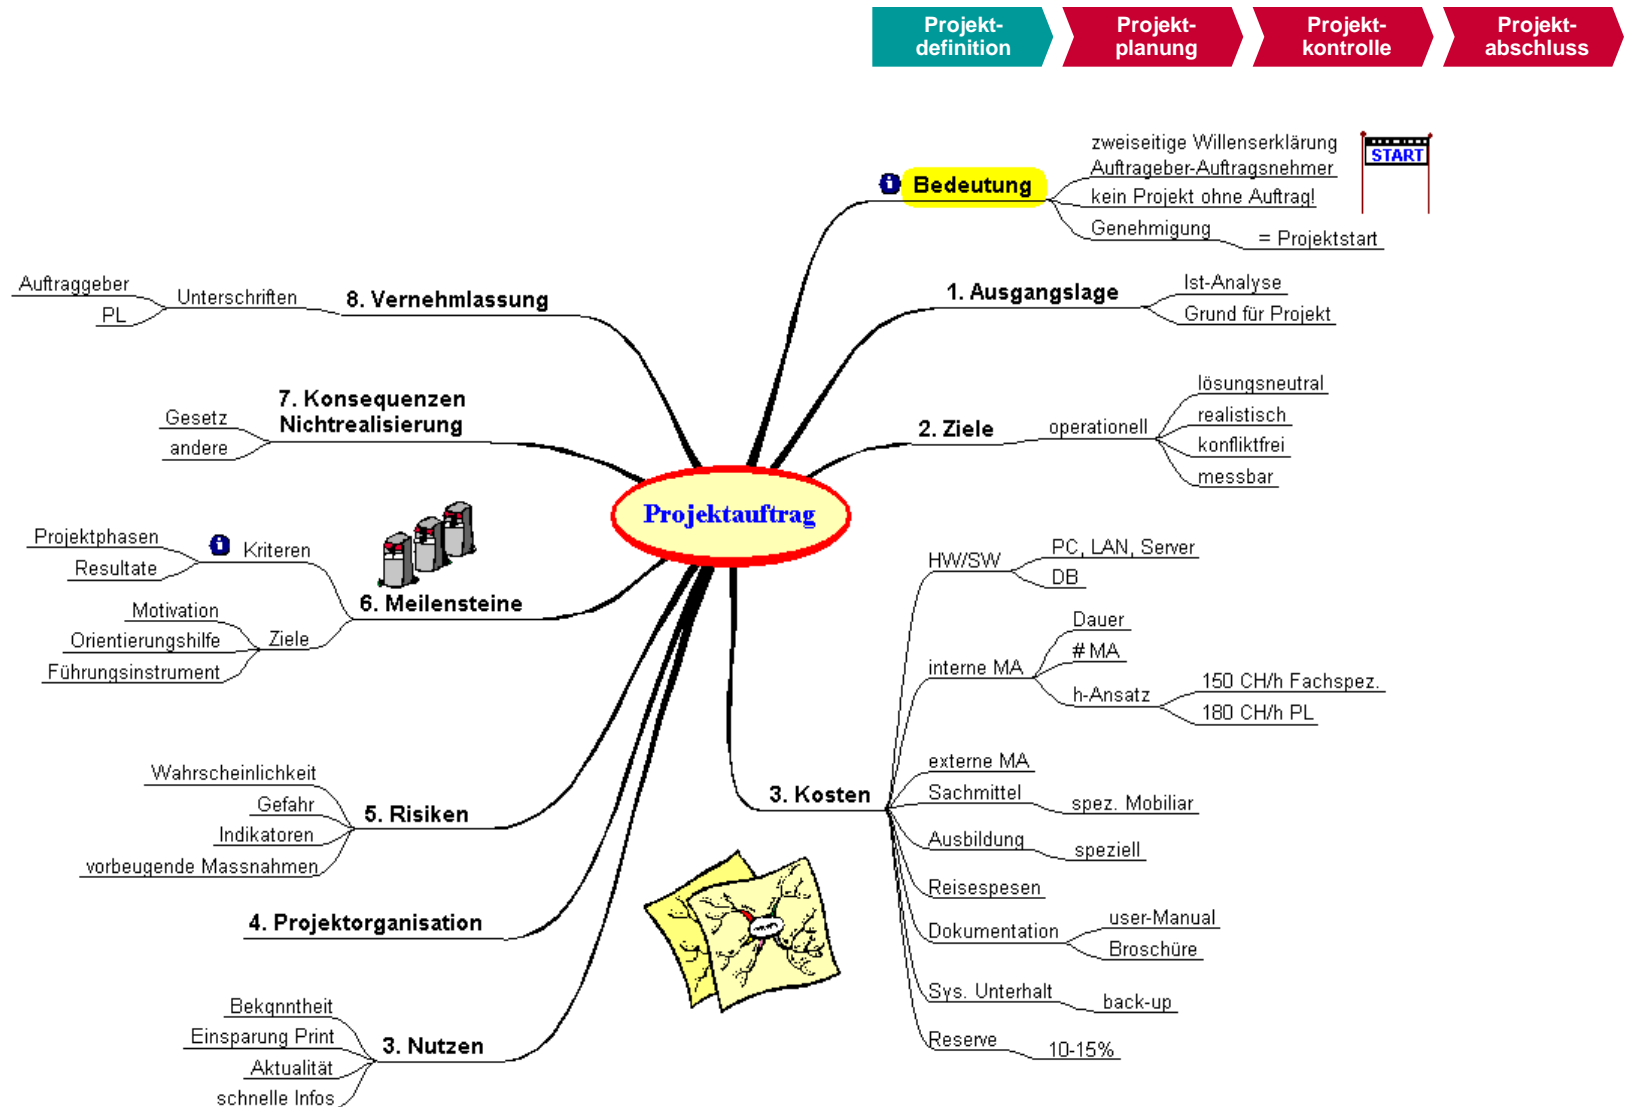 Projekt-
definition
Projekt-
planung
Projekt-
kontrolle
Projekt-
abschluss
START
Bedeutung
zweiseitige Willenserklärung
Auftrageber-Auftragsnehmer
kein Projekt ohne Auftrag!
Genehmigung
= Projektstart
1. Ausgangslage
Ist-Analyse
Grund für Projekt
2. Ziele
operationell
lösungsneutral
realistisch
konfliktfrei
messbar
Projektauftrag
3. Kosten
HW/SW
PC, LAN, Server
DB
interne MA
Dauer
# MA
h-Ansatz
150 CH/h Fachspez.
180 CH/h PL
externe MA
Sachmittel
spez. Mobiliar
Ausbildung
speziell
Reisespesen
Dokumentation
user-Manual
Broschüre
Sys. Unterhalt
back-up
Reserve
10-15%
3. Nutzen
Bekqnntheit
Einsparung Print
Aktualität
schnelle Infos
4. Projektorganisation
5. Risiken
Wahrscheinlichkeit
Gefahr
Indikatoren
vorbeugende Massnahmen
6. Meilensteine
Kriteren
Projektphasen
Resultate
Ziele
Motivation
Orientierungshilfe
Führungsinstrument
7. Konsequenzen
Nichtrealisierung
Gesetz
andere
8. Vernehmlassung
Unterschriften
Auftraggeber
PL